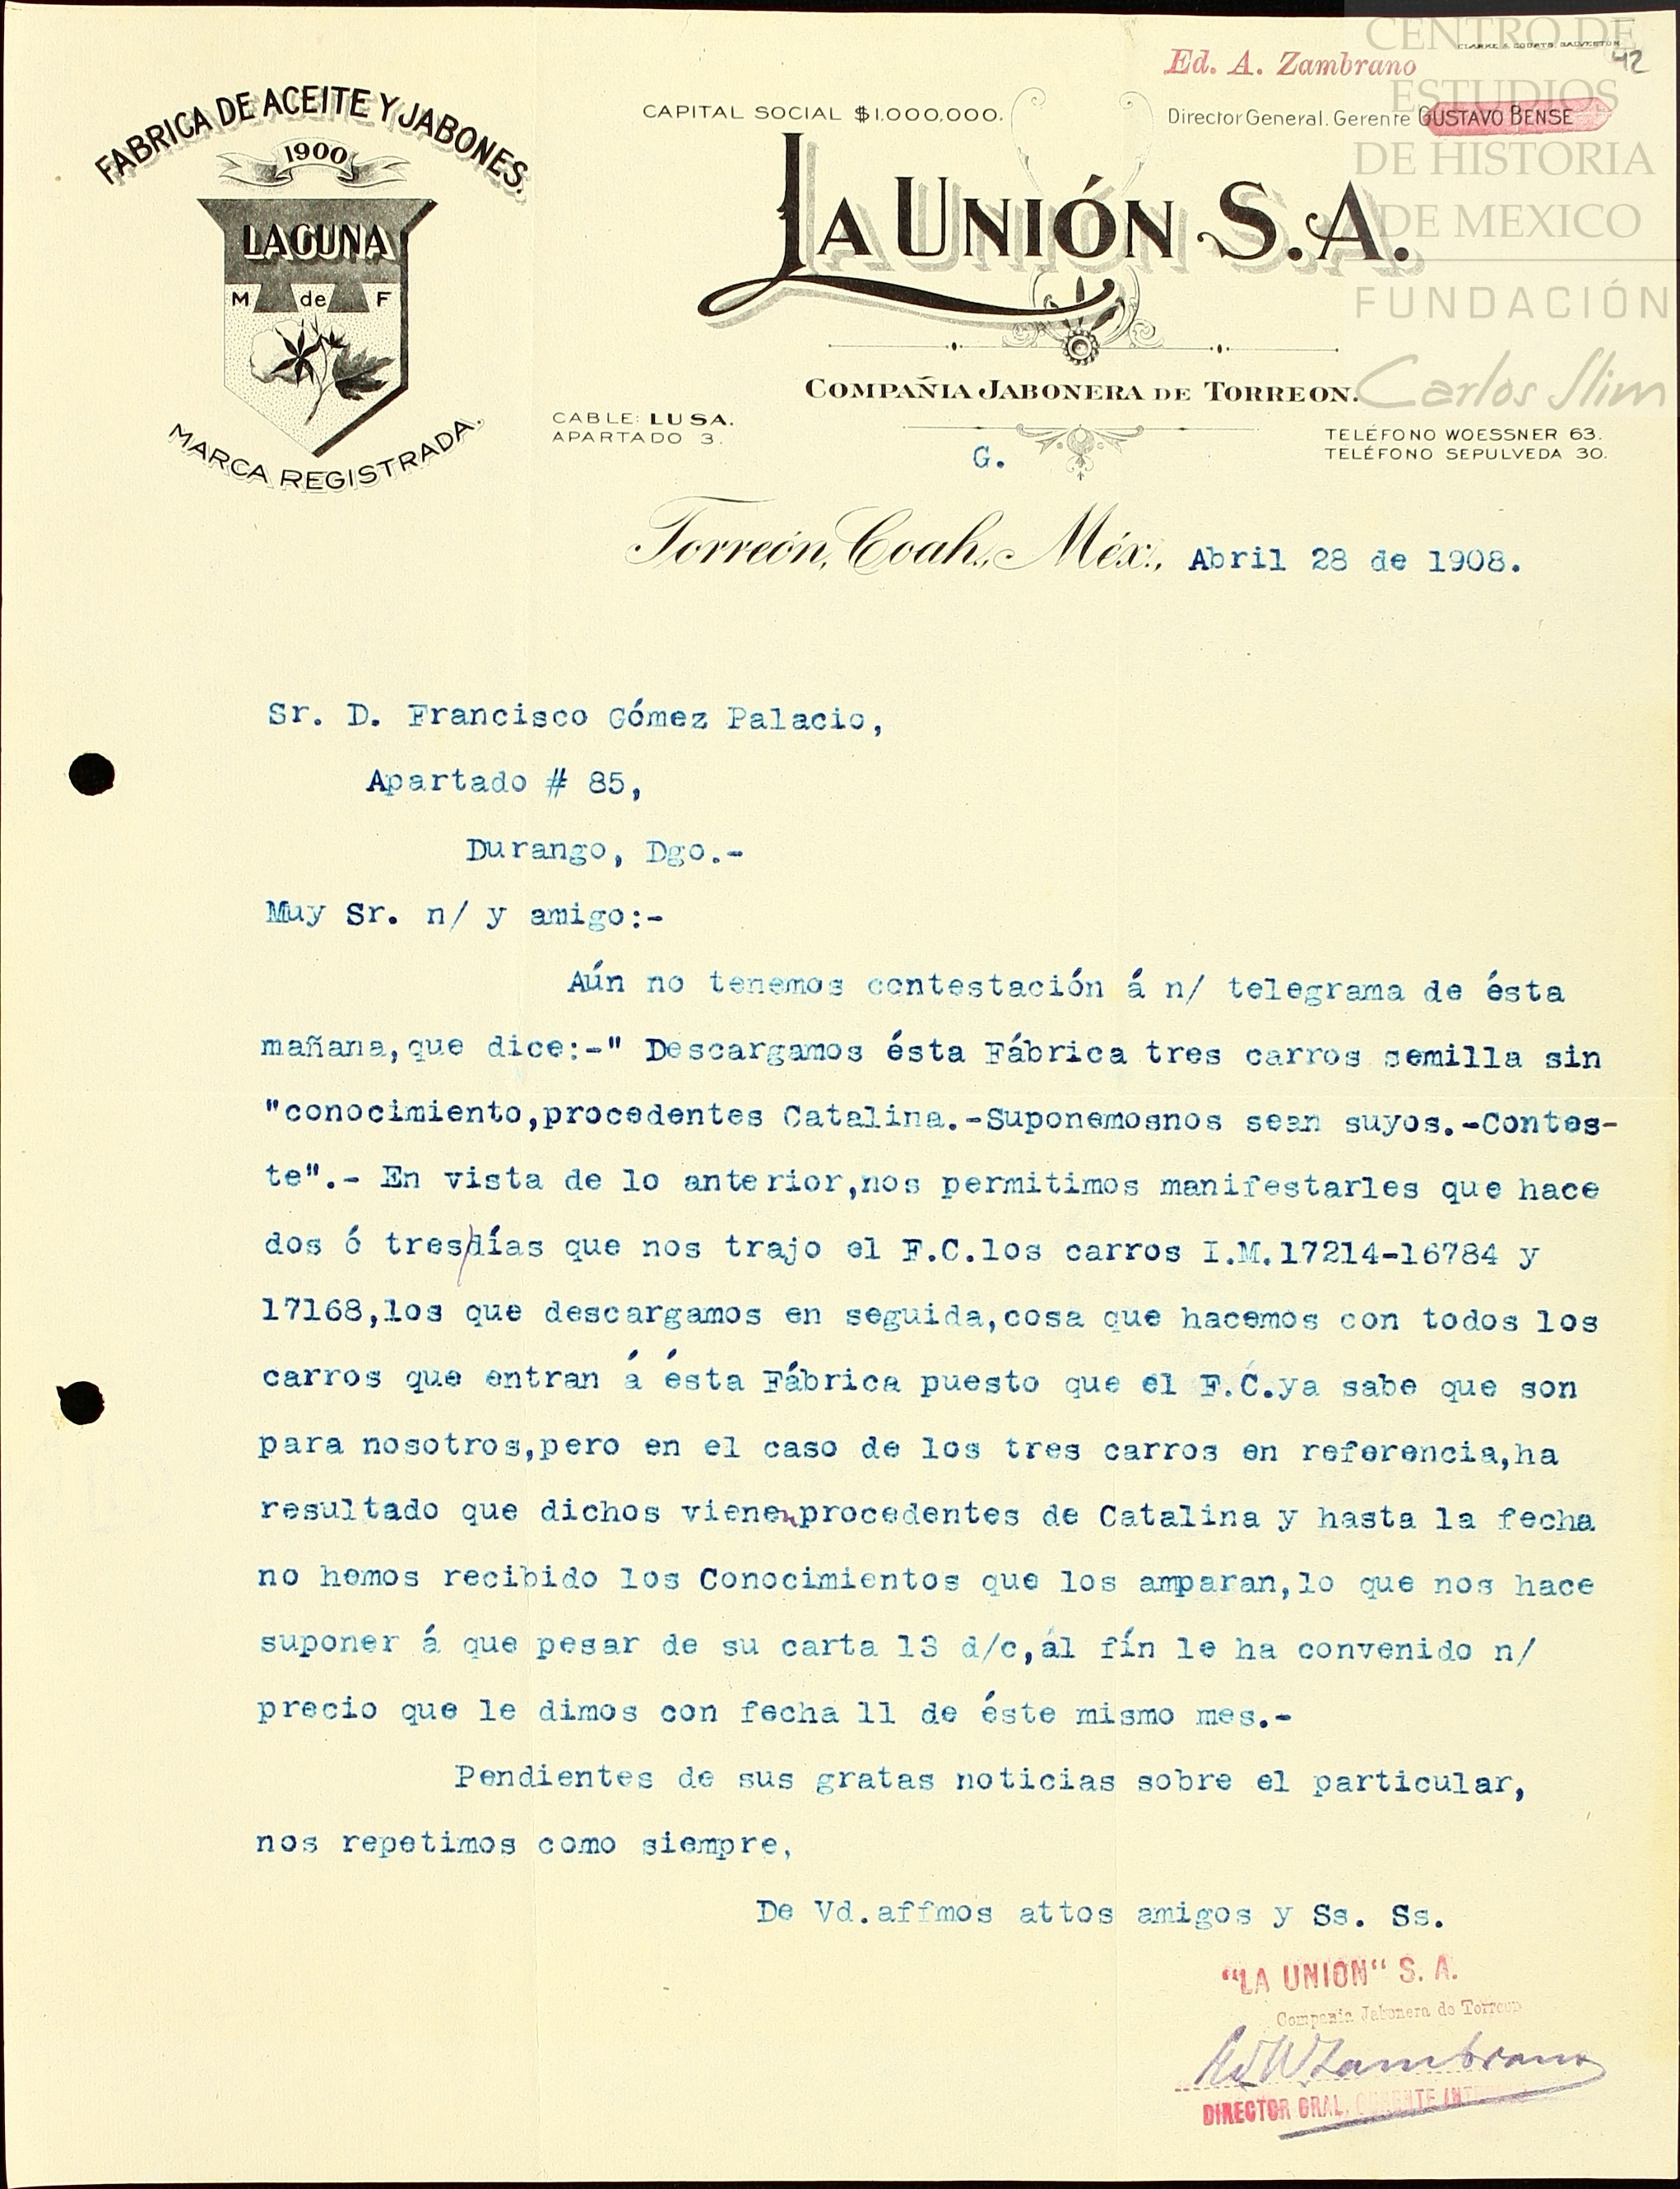 CENTRO DE
ESTUDIOS
DE HISTORIA
DE MEXICO
FUNDACIÓN
Carlos Slim
CLARKE & COURTS, GALVESTON
42
Ed. A. Zambrano
FABRICA DE ACEITE Y JABONES.
1900
LAGUNA
M de F
MARCA REGISTRADA.
CAPITAL SOCIAL $1.000,000.
Director General. Gerente GUSTAVO BENSE
LA UNIÓN S.A.
COMPAÑIA JABONERA DE TORREON.
CABLE: LUSA.
APARTADO 3.
G.
TELÉFONO WOESSNER 63.
TELÉFONO SEPULVEDA 30.
Torreón, Coah., Méx., Abril 28 de 1908.
Sr. D. Francisco Gómez Palacio,
Apartado # 85,
Durango, Dgo.-
Muy Sr. n/ y amigo:-
Aún no tenemos contestación á n/ telegrama de ésta
mañana,que dice:-" Descargamos ésta Fábrica tres carros semilla sin
"conocimiento,procedentes Catalina.-Suponemosnos sean suyos.-Contes-
te".- En vista de lo anterior,nos permitimos manifestarles que hace
dos ó tres/días que nos trajo el F.C.los carros I.M.17214-16784 y
17168,los que descargamos en seguida,cosa que hacemos con todos los
carros que entran á ésta Fábrica puesto que él F.C.ya sabe que son
para nosotros,pero en el caso de los tres carros en referencia,ha
resultado que dichos vienen procedentes de Catalina y hasta la fecha
no hemos recibido los Conocimientos que los amparan,lo que nos hace
suponer á que pesar de su carta 13 d/c,ál fín le ha convenido n/
precio que le dimos con fecha 11 de éste mismo mes.-
Pendientes de sus gratas noticias sobre el particular,
nos repetimos como siempre,
De Vd.affmos attos amigos y Ss. Ss.
"LA UNION" S. A.
Compañia Jabonera de Torreon
Ed A Zambrano
DIRECTOR GRAL. GERENTE